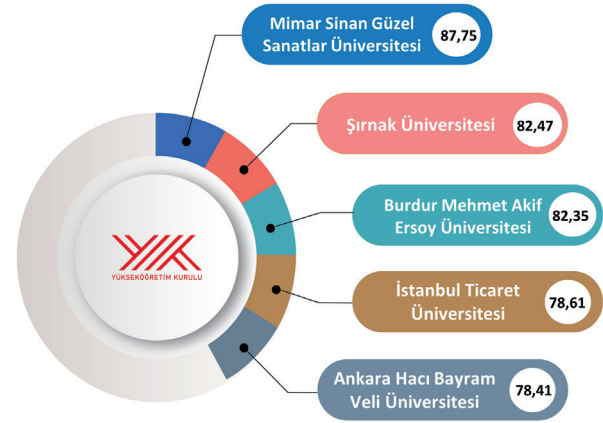 Mimar Sinan Güzel
Sanatlar Üniversitesi
87,75
Şırnak Üniversitesi
82,47
Burdur Mehmet Akif
Ersoy Üniversitesi
82,35
YÜKSEKÖĞRETİM KURULU
İstanbul Ticaret
Üniversitesi
78,61
Ankara Hacı Bayram
Veli Üniversitesi
78,41